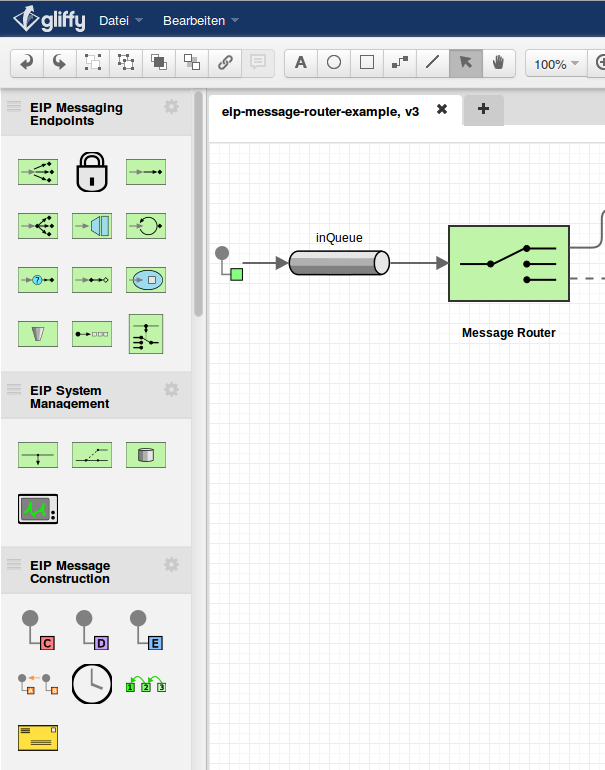 gliffy Datei Bearbeiten
A 100%
EIP Messaging
Endpoints
eip-message-router-example, v3
inQueue
?
Message Router
EIP System
Management
EIP Message
Construction
C D E
1 2 3